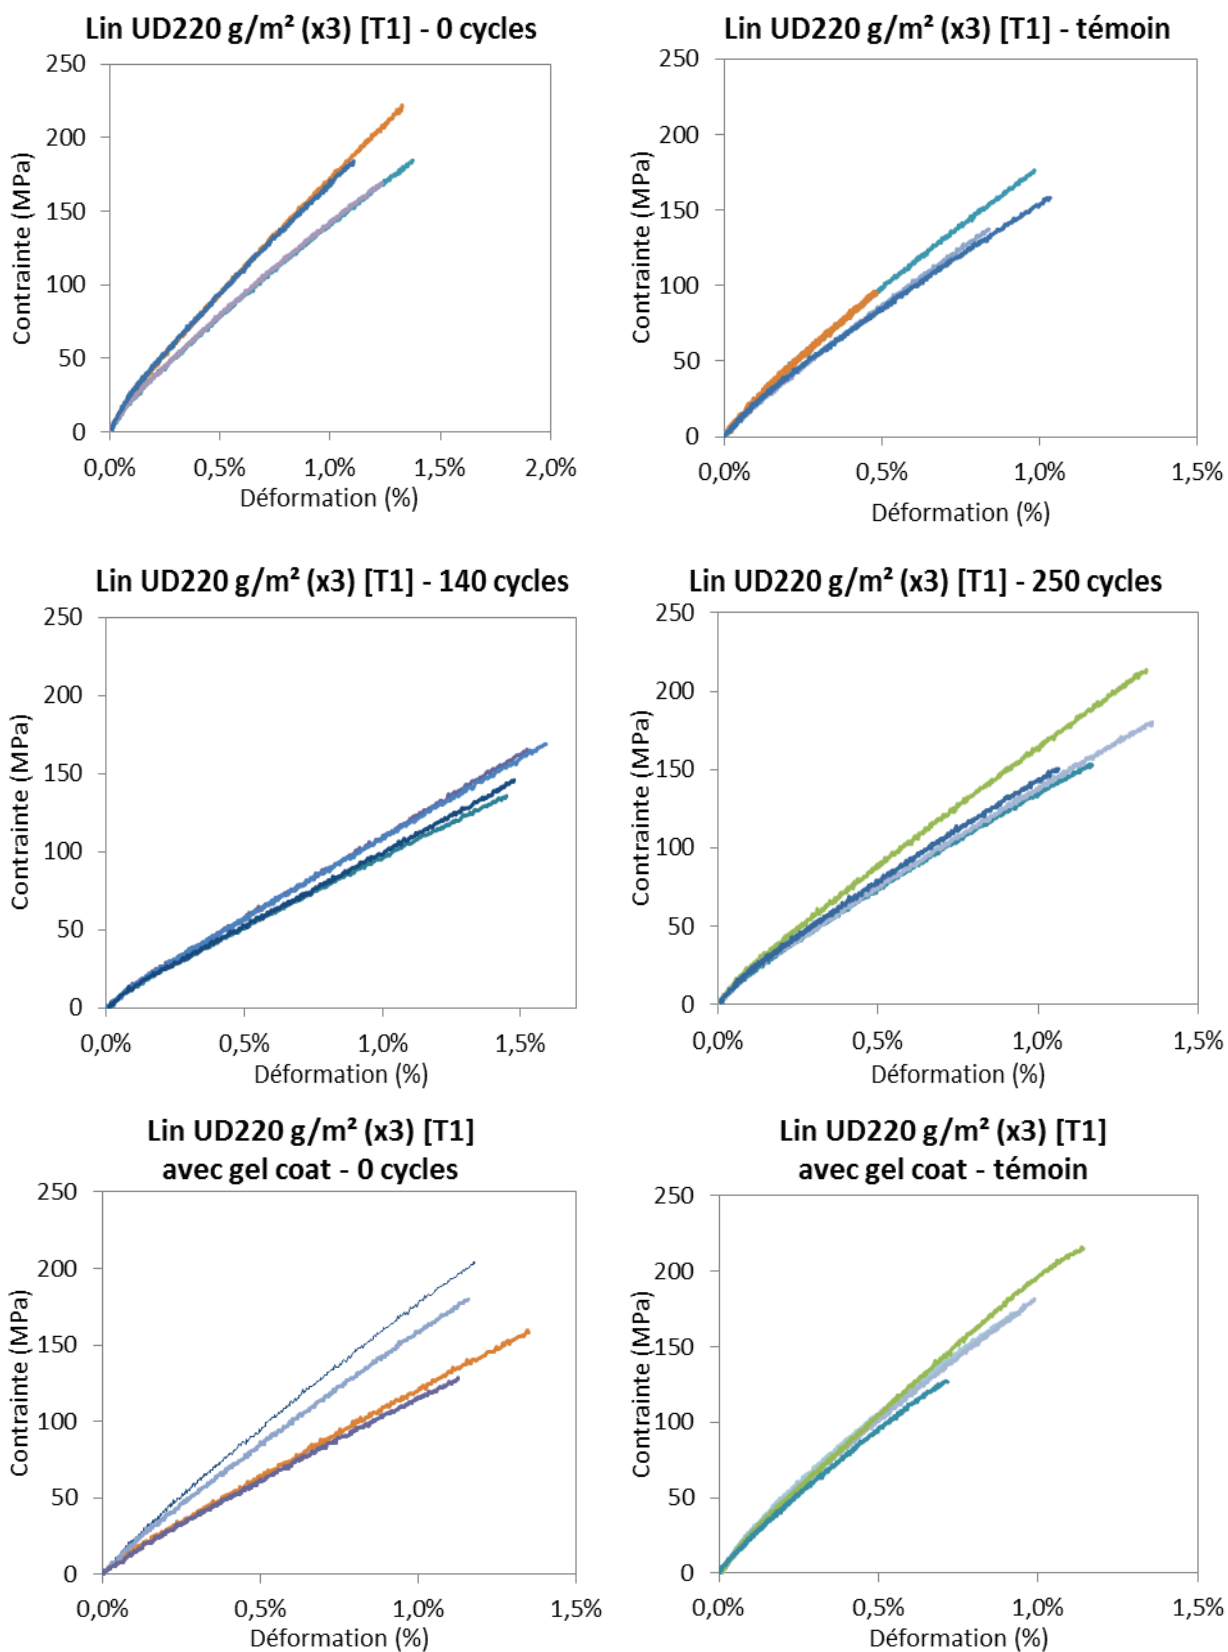 Lin UD220 g/m² (x3) [T1] - 0 cycles
250
200
150
100
50
0
Contrainte (MPa)
0,0% 0,5% 1,0% 1,5% 2,0%
Déformation (%)
Lin UD220 g/m² (x3) [T1] - témoin
250
200
150
100
50
0
Contrainte (MPa)
0,0% 0,5% 1,0% 1,5%
Déformation (%)
Lin UD220 g/m² (x3) [T1] - 140 cycles
250
200
150
100
50
0
Contrainte (MPa)
0,0% 0,5% 1,0% 1,5%
Déformation (%)
Lin UD220 g/m² (x3) [T1] - 250 cycles
250
200
150
100
50
0
Contrainte (MPa)
0,0% 0,5% 1,0% 1,5%
Déformation (%)
Lin UD220 g/m² (x3) [T1]
avec gel coat - 0 cycles
250
200
150
100
50
0
Contrainte (MPa)
0,0% 0,5% 1,0% 1,5%
Déformation (%)
Lin UD220 g/m² (x3) [T1]
avec gel coat - témoin
250
200
150
100
50
0
Contrainte (MPa)
0,0% 0,5% 1,0% 1,5%
Déformation (%)